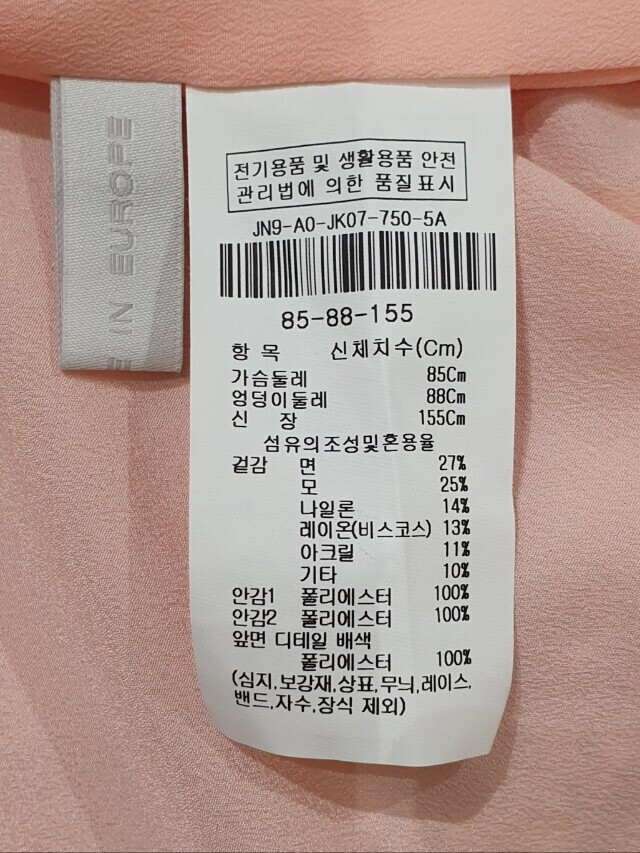 E IN EUROPE
전기용품 및 생활용품 안전
관리법에 의한 품질표시
JN9-A0-JK07-750-5A
85-88-155
항 목 신체치수(Cm)
가슴둘레 85Cm
엉덩이둘레 88Cm
신 장 155Cm
섬유의조성및혼용율
겉감 면 27%
모 25%
나일론 14%
레이온(비스코스) 13%
아크릴 11%
기타 10%
안감1 폴리에스터 100%
안감2 폴리에스터 100%
앞면 디테일 배색
폴리에스터 100%
(심지,보강재,상표,무늬,레이스,
밴드,자수,장식 제외)